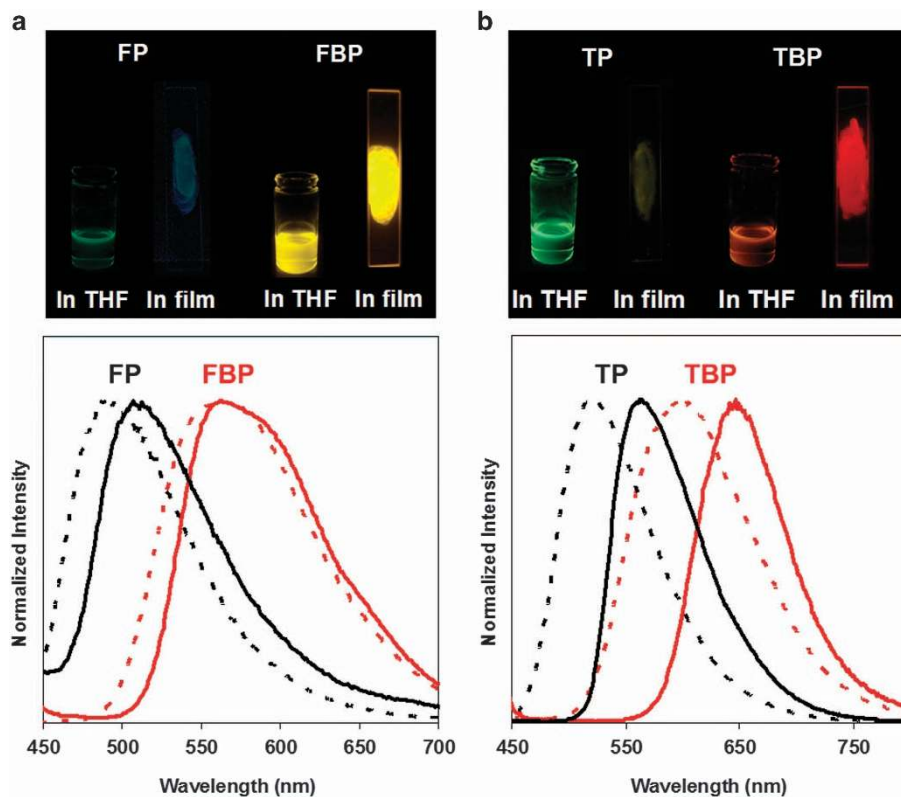 a
FP
FBP
In THF
In film
In THF
In film
FP
FBP
Normalized Intensity
450
500
550
600
650
700
Wavelength (nm)
b
TP
TBP
In THF
In film
In THF
In film
TP
TBP
Normalized Intensity
450
550
650
750
Wavelength (nm)